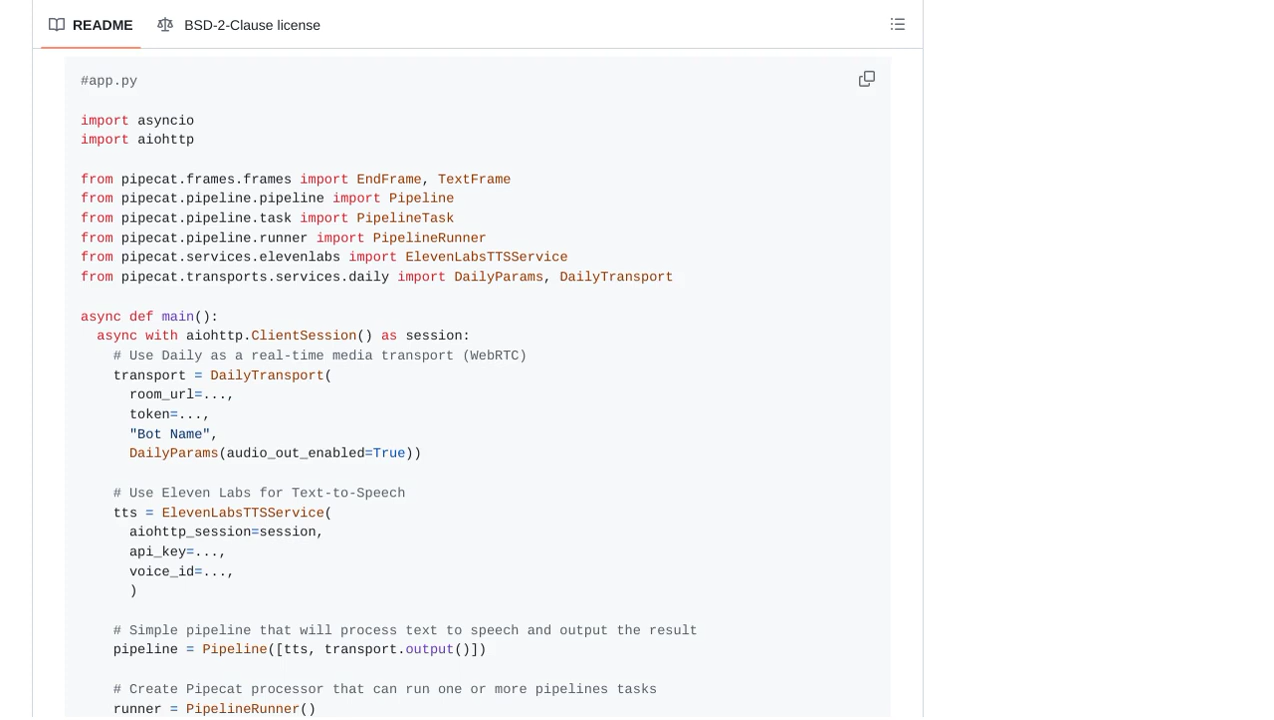 README
BSD-2-Clause license
#app.py
import asyncio
import aiohttp
from pipecat.frames.frames import EndFrame, TextFrame
from pipecat.pipeline.pipeline import Pipeline
from pipecat.pipeline.task import PipelineTask
from pipecat.pipeline.runner import PipelineRunner
from pipecat.services.elevenlabs import ElevenLabsTTSService
from pipecat.transports.services.daily import DailyParams, DailyTransport
async def main():
  async with aiohttp.ClientSession() as session:
    # Use Daily as a real-time media transport (WebRTC)
    transport = DailyTransport(
      room_url=...,
      token=...,
      "Bot Name",
      DailyParams(audio_out_enabled=True))
    # Use Eleven Labs for Text-to-Speech
    tts = ElevenLabsTTSService(
      aiohttp_session=session,
      api_key=...,
      voice_id=...,
      )
    # Simple pipeline that will process text to speech and output the result
    pipeline = Pipeline([tts, transport.output()])
    # Create Pipecat processor that can run one or more pipelines tasks
    runner = PipelineRunner()